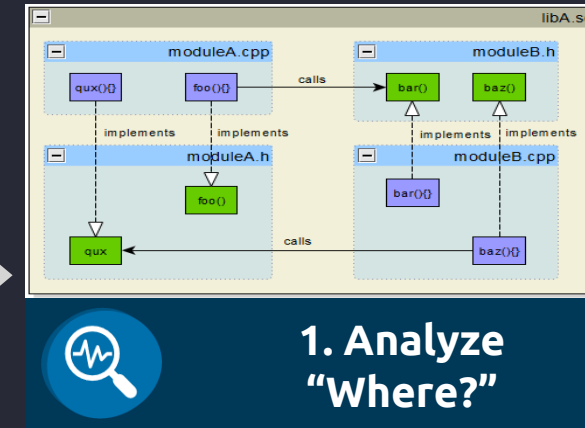 libA.so
moduleA.cpp
moduleB.h
qux(){}
foo(){}
calls
bar()
baz()
implements
implements
implements
implements
moduleA.h
moduleB.cpp
foo()
bar(){}
qux
calls
baz(){}
1. Analyze
“Where?”